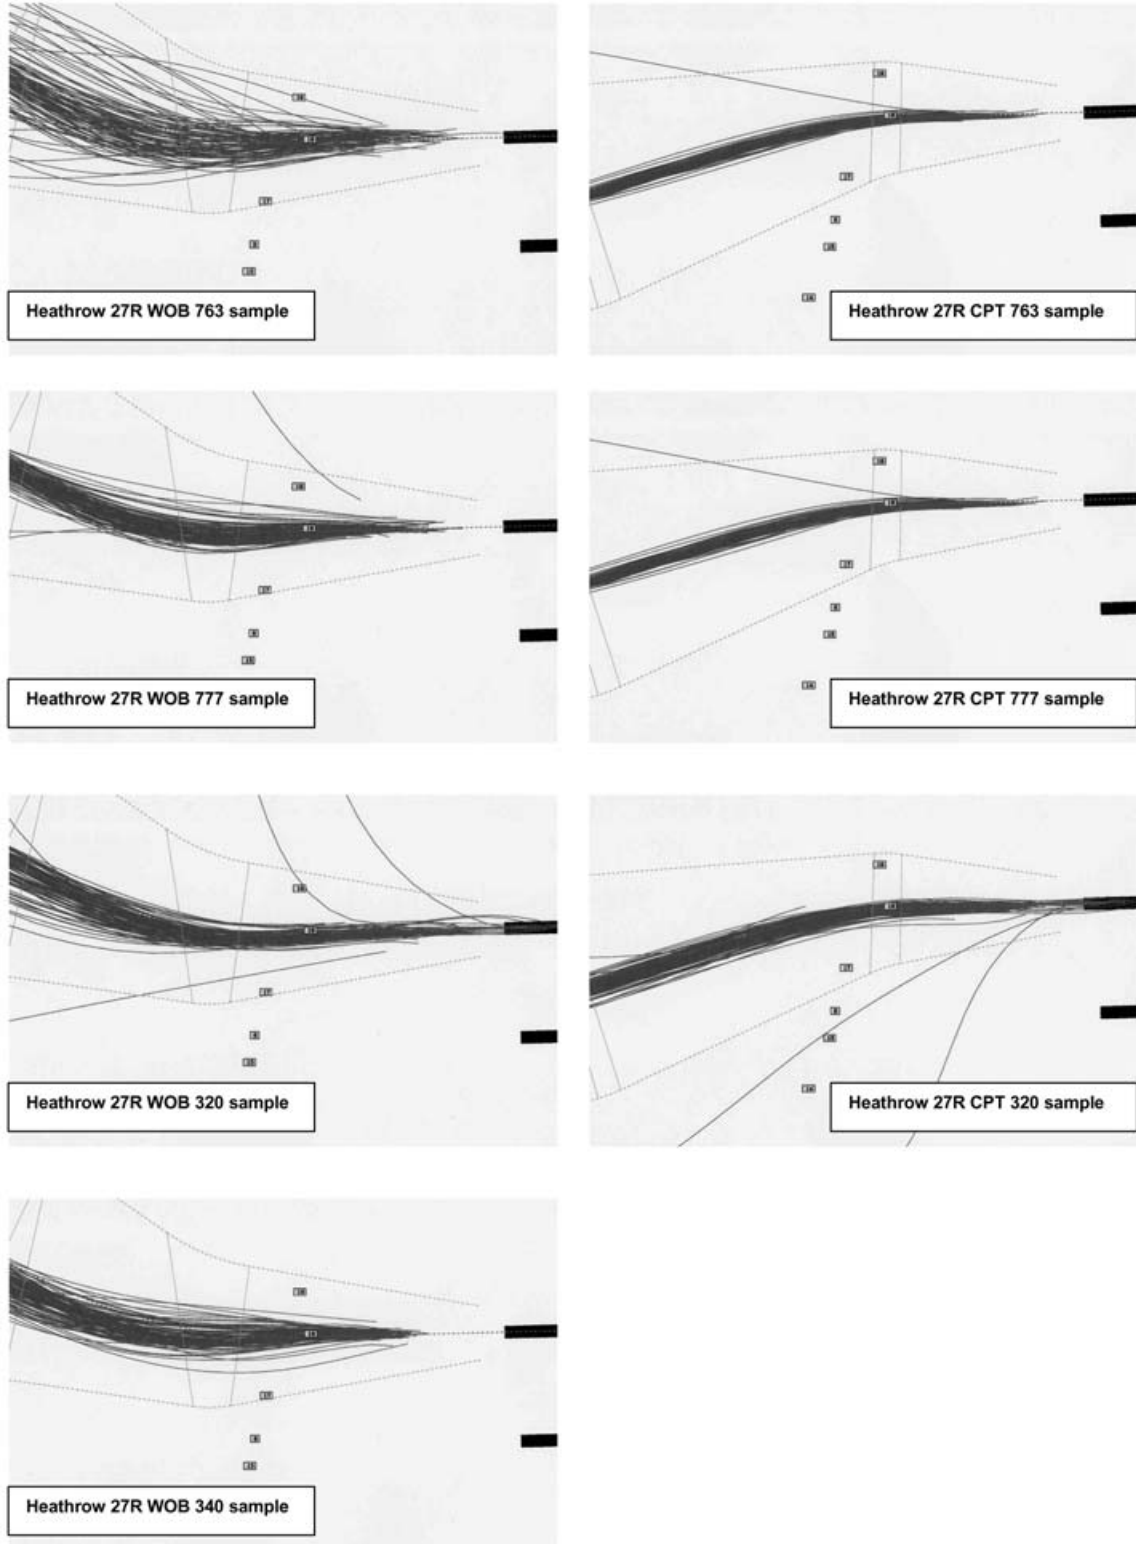 Heathrow 27R WOB 763 sample
Heathrow 27R CPT 763 sample
Heathrow 27R WOB 777 sample
Heathrow 27R CPT 777 sample
Heathrow 27R WOB 320 sample
Heathrow 27R CPT 320 sample
Heathrow 27R WOB 340 sample